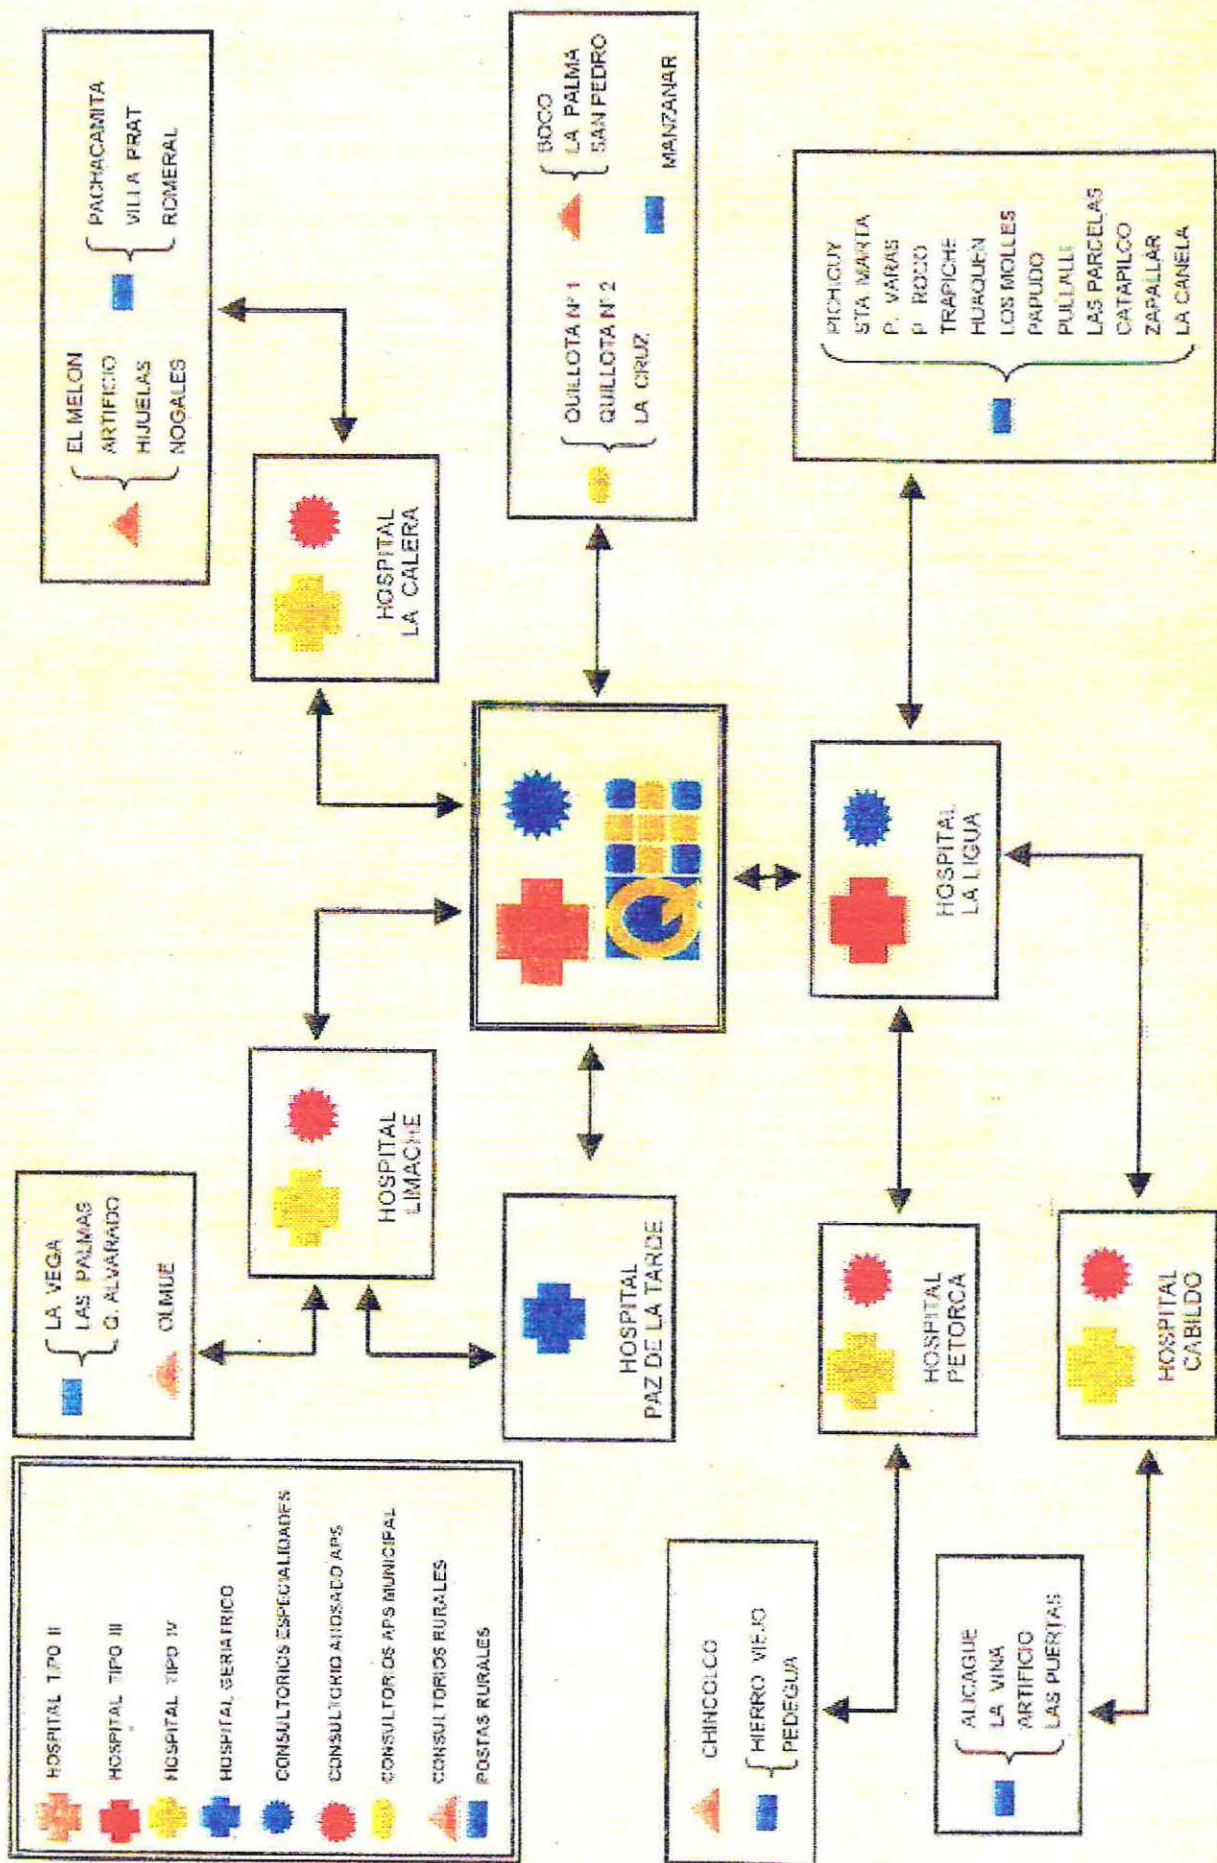 HOSPITAL TIPO II
HOSPITAL TIPO III
HOSPITAL TIPO IV
HOSPITAL GERIATRICO
CONSULTORIOS ESPECIALIDADES
CONSULTORIO ADOSADO APS
CONSULTORIOS APS MUNICIPAL
CONSULTORIOS RURALES
POSTAS RURALES
LA VEGA
LAS PALMAS
Q. ALVARADO
OLMUE
HOSPITAL
LIMACHE
HOSPITAL
LA CALERA
EL MELON
ARTIFICIO
HIJUELAS
NOGALES
PACHACAMITA
VILLA PRAT
ROMERAL
HOSPITAL
PAZ DE LA TARDE
Q
QUILLOTA Nº 1
QUILLOTA Nº 2
LA CRUZ
BOCO
LA PALMA
SAN PEDRO
MANZANAR
CHINCOLCO
HIERRO VIEJO
PEDEGUA
HOSPITAL
PETORCA
HOSPITAL
LA LIGUA
PICHICUY
STA MARTA
P. VARAS
P ROCO
TRAPICHE
HUAQUEN
LOS MOLLES
PAPUDO
PULLALLE
LAS PARCELAS
CATAPILCO
ZAPALLAR
LA CANELA
ALICAGUE
LA VIÑA
ARTIFICIO
LAS PUERTAS
HOSPITAL
CABILDO